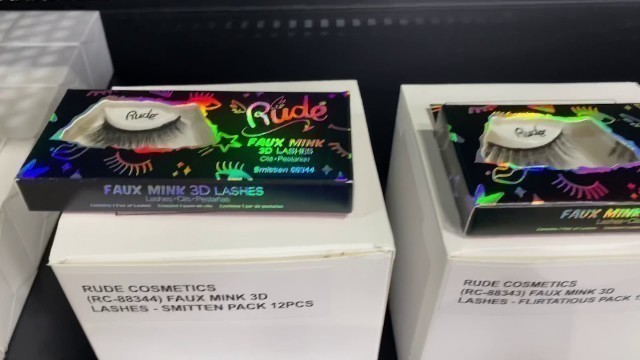 Rude
Rude
FAUX MINK
3D LASHES
Cils • Pestañas
Smitten 88344
FAUX MINK 3D LASHES
Lashes • Cils • Pestañas
RUDE COSMETICS
(RC-88344) FAUX MINK 3D
LASHES - SMITTEN PACK 12PCS
Rude
FAUX MINK
RUDE COSMETICS
(RC-88343) FAUX MINK 3D
LASHES - FLIRTATIOUS PACK